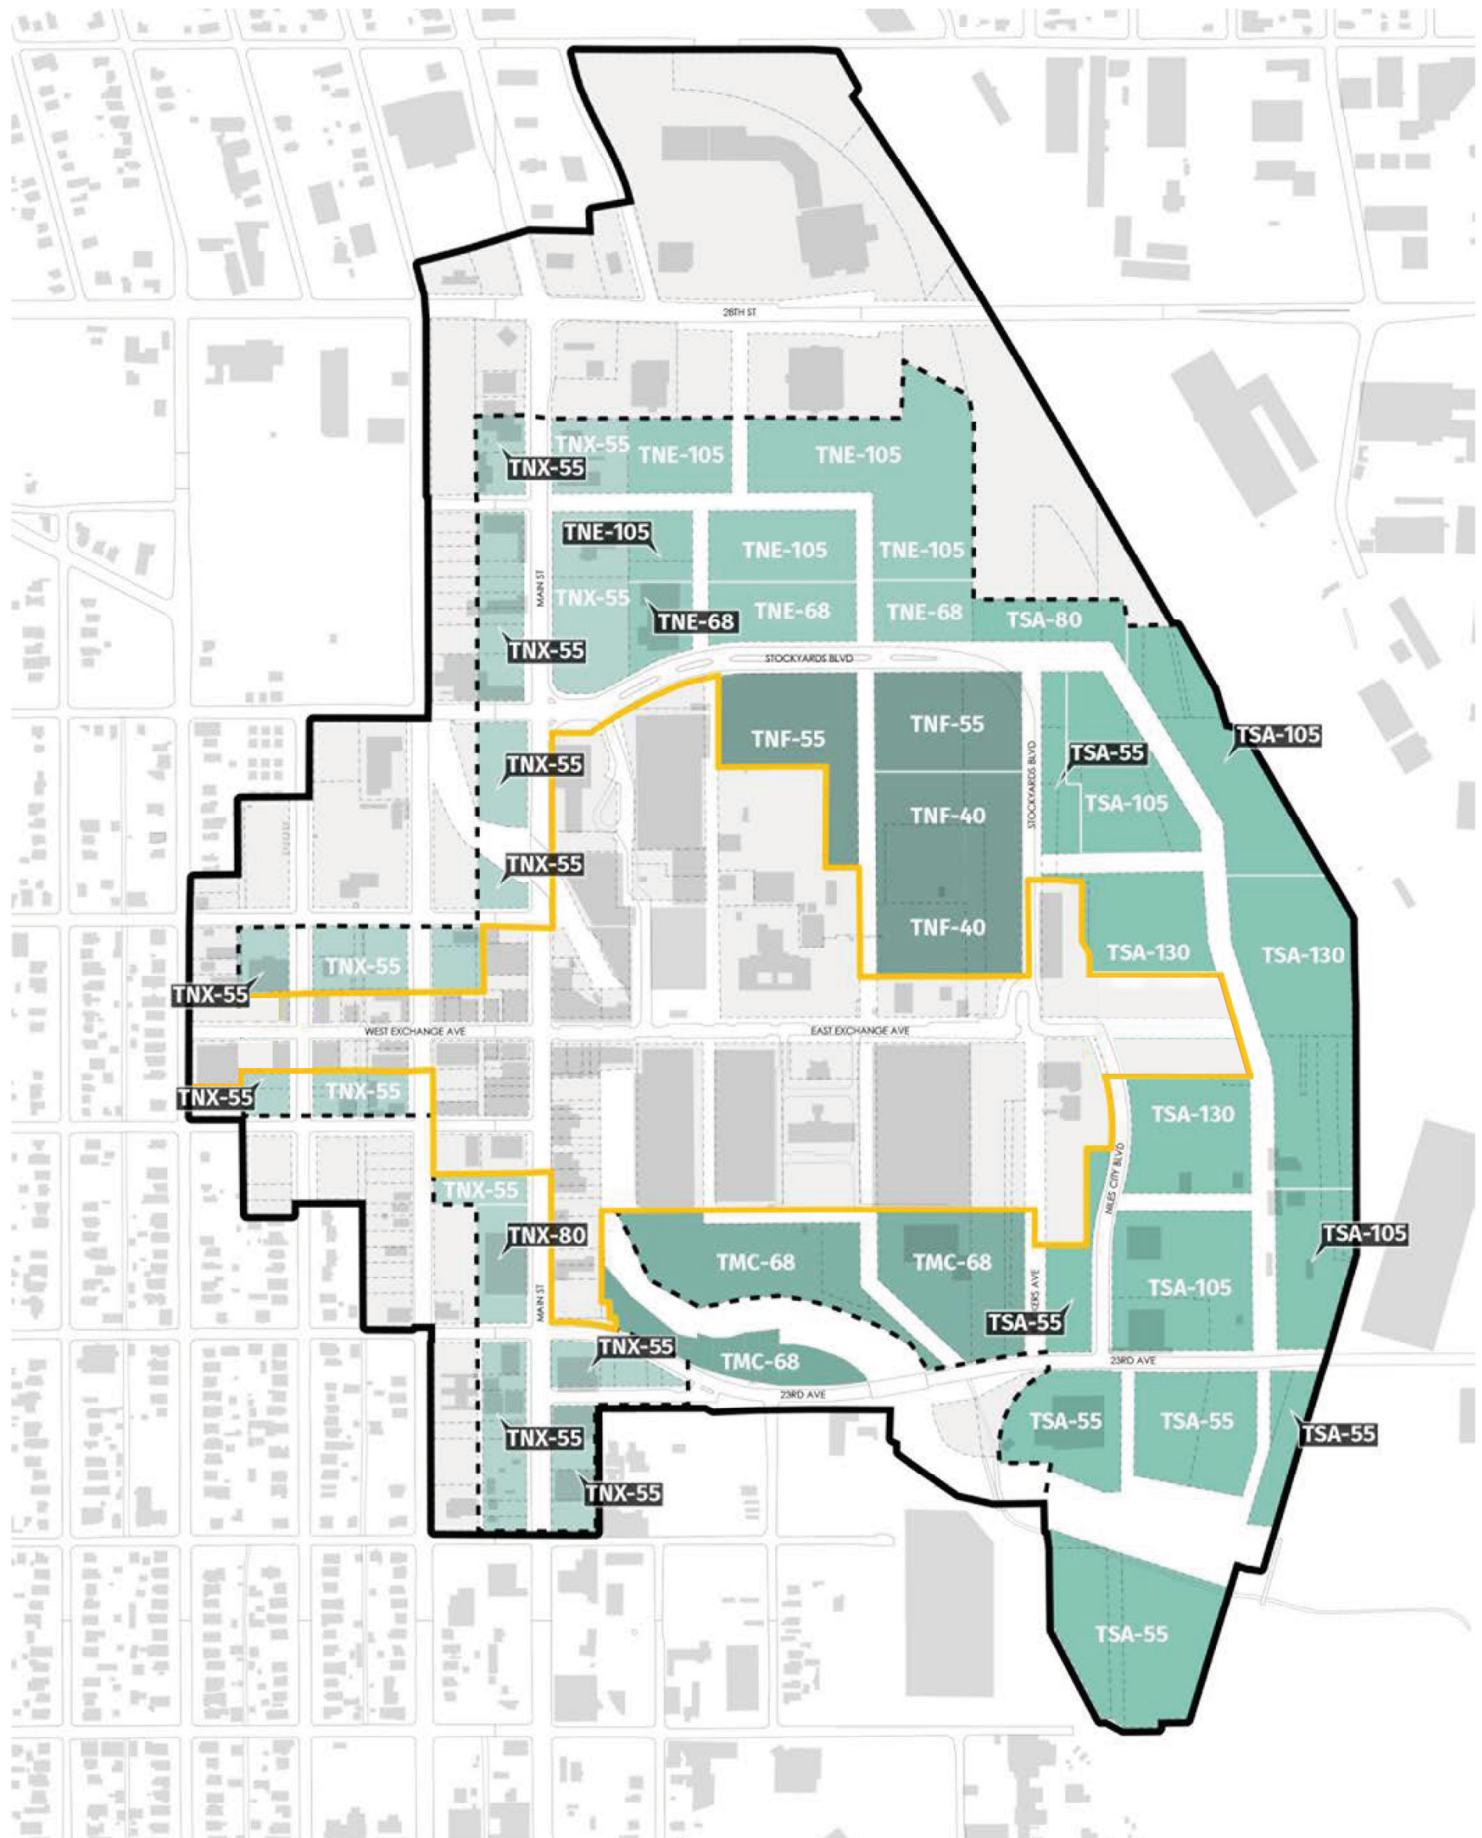 28TH ST
TNX-55
TNE-105
TNE-105
TNX-55
TNE-105
TNE-105
TNE-105
MAIN ST
TNX-55
TNE-68
TNE-68
TNE-68
TSA-80
TNX-55
STOCKYARDS BLVD
TNF-55
TNF-55
TSA-105
STOCKYARDS BLVD
TSA-55
TNX-55
TSA-105
TNF-40
TNX-55
TNF-40
TSA-130
TSA-130
TNX-55
TNX-55
WEST EXCHANGE AVE
EAST EXCHANGE AVE
TNX-55
TNX-55
TSA-130
NILES CITY BLVD
TNX-55
TNX-80
TSA-105
TMC-68
TMC-68
TSA-105
MAIN ST
KERS AVE
TSA-55
TNX-55
TMC-68
23RD AVE
23RD AVE
TSA-55
TSA-55
TSA-55
TNX-55
TNX-55
TSA-55